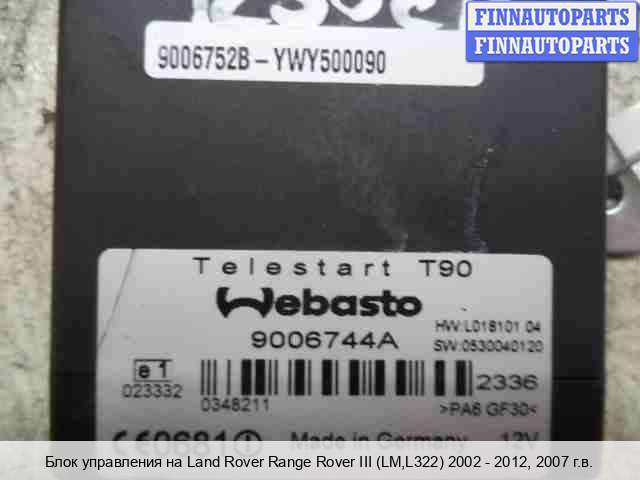 FINNAUTOPARTS
FINNAUTOPARTS
9006752B-YWY500090
Telestart T90
Webasto
9006744A
HW:L018101 04
SW:0530040120
e1
023332
0348211
2336
>PA6 GF30<
CE0681
Made in Germany 12V
Блок управления на Land Rover Range Rover III (LM,L322) 2002 - 2012, 2007 г.в.